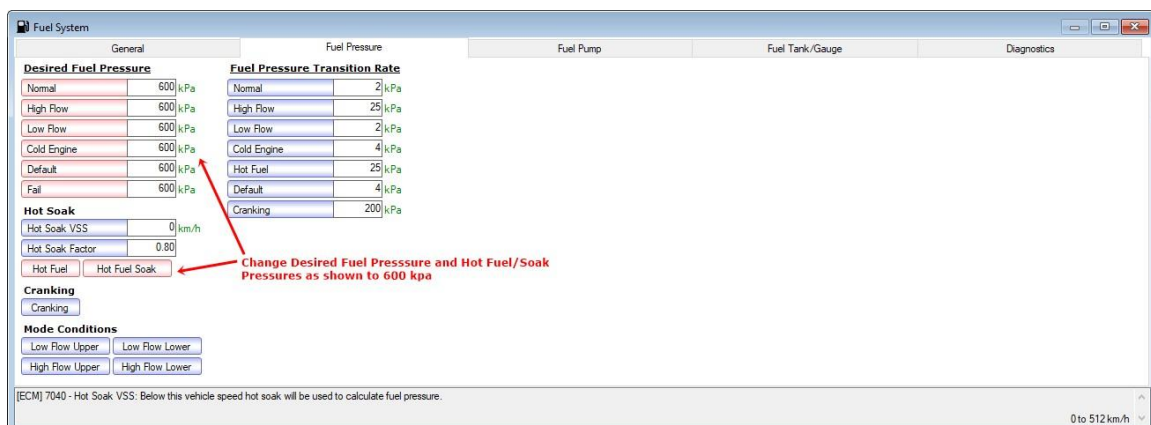 Fuel System
General Fuel Pressure Fuel Pump Fuel Tank/Gauge Diagnostics
Desired Fuel Pressure Fuel Pressure Transition Rate
Normal 600 kPa Normal 2 kPa
High Flow 600 kPa High Flow 25 kPa
Low Flow 600 kPa Low Flow 2 kPa
Cold Engine 600 kPa Cold Engine 4 kPa
Default 600 kPa Hot Fuel 25 kPa
Fail 600 kPa Default 4 kPa
Hot Soak Cranking 200 kPa
Hot Soak VSS 0 km/h
Hot Soak Factor 0.80
Hot Fuel Hot Fuel Soak
Change Desired Fuel Presssure and Hot Fuel/Soak
Pressures as shown to 600 kpa
Cranking
Cranking
Mode Conditions
Low Flow Upper Low Flow Lower
High Flow Upper High Flow Lower
[ECM] 7040 - Hot Soak VSS: Below this vehicle speed hot soak will be used to calculate fuel pressure.
0 to 512 km/h